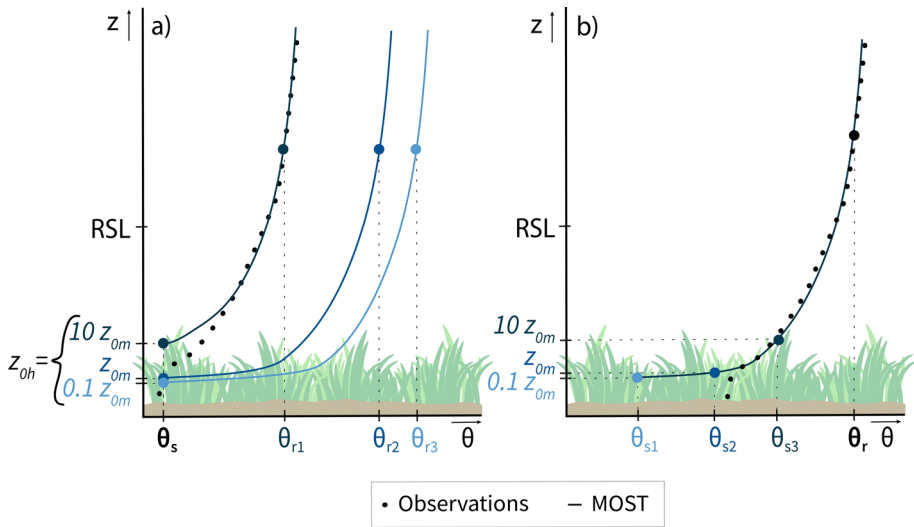 z
a)
RSL
10 z0m
z0h =
z0m
0.1 z0m
θs
θr1
θr2
θr3
θ
z
b)
RSL
10 z0m
z0m
0.1 z0m
θs1
θs2
θs3
θr
θ
Observations
MOST